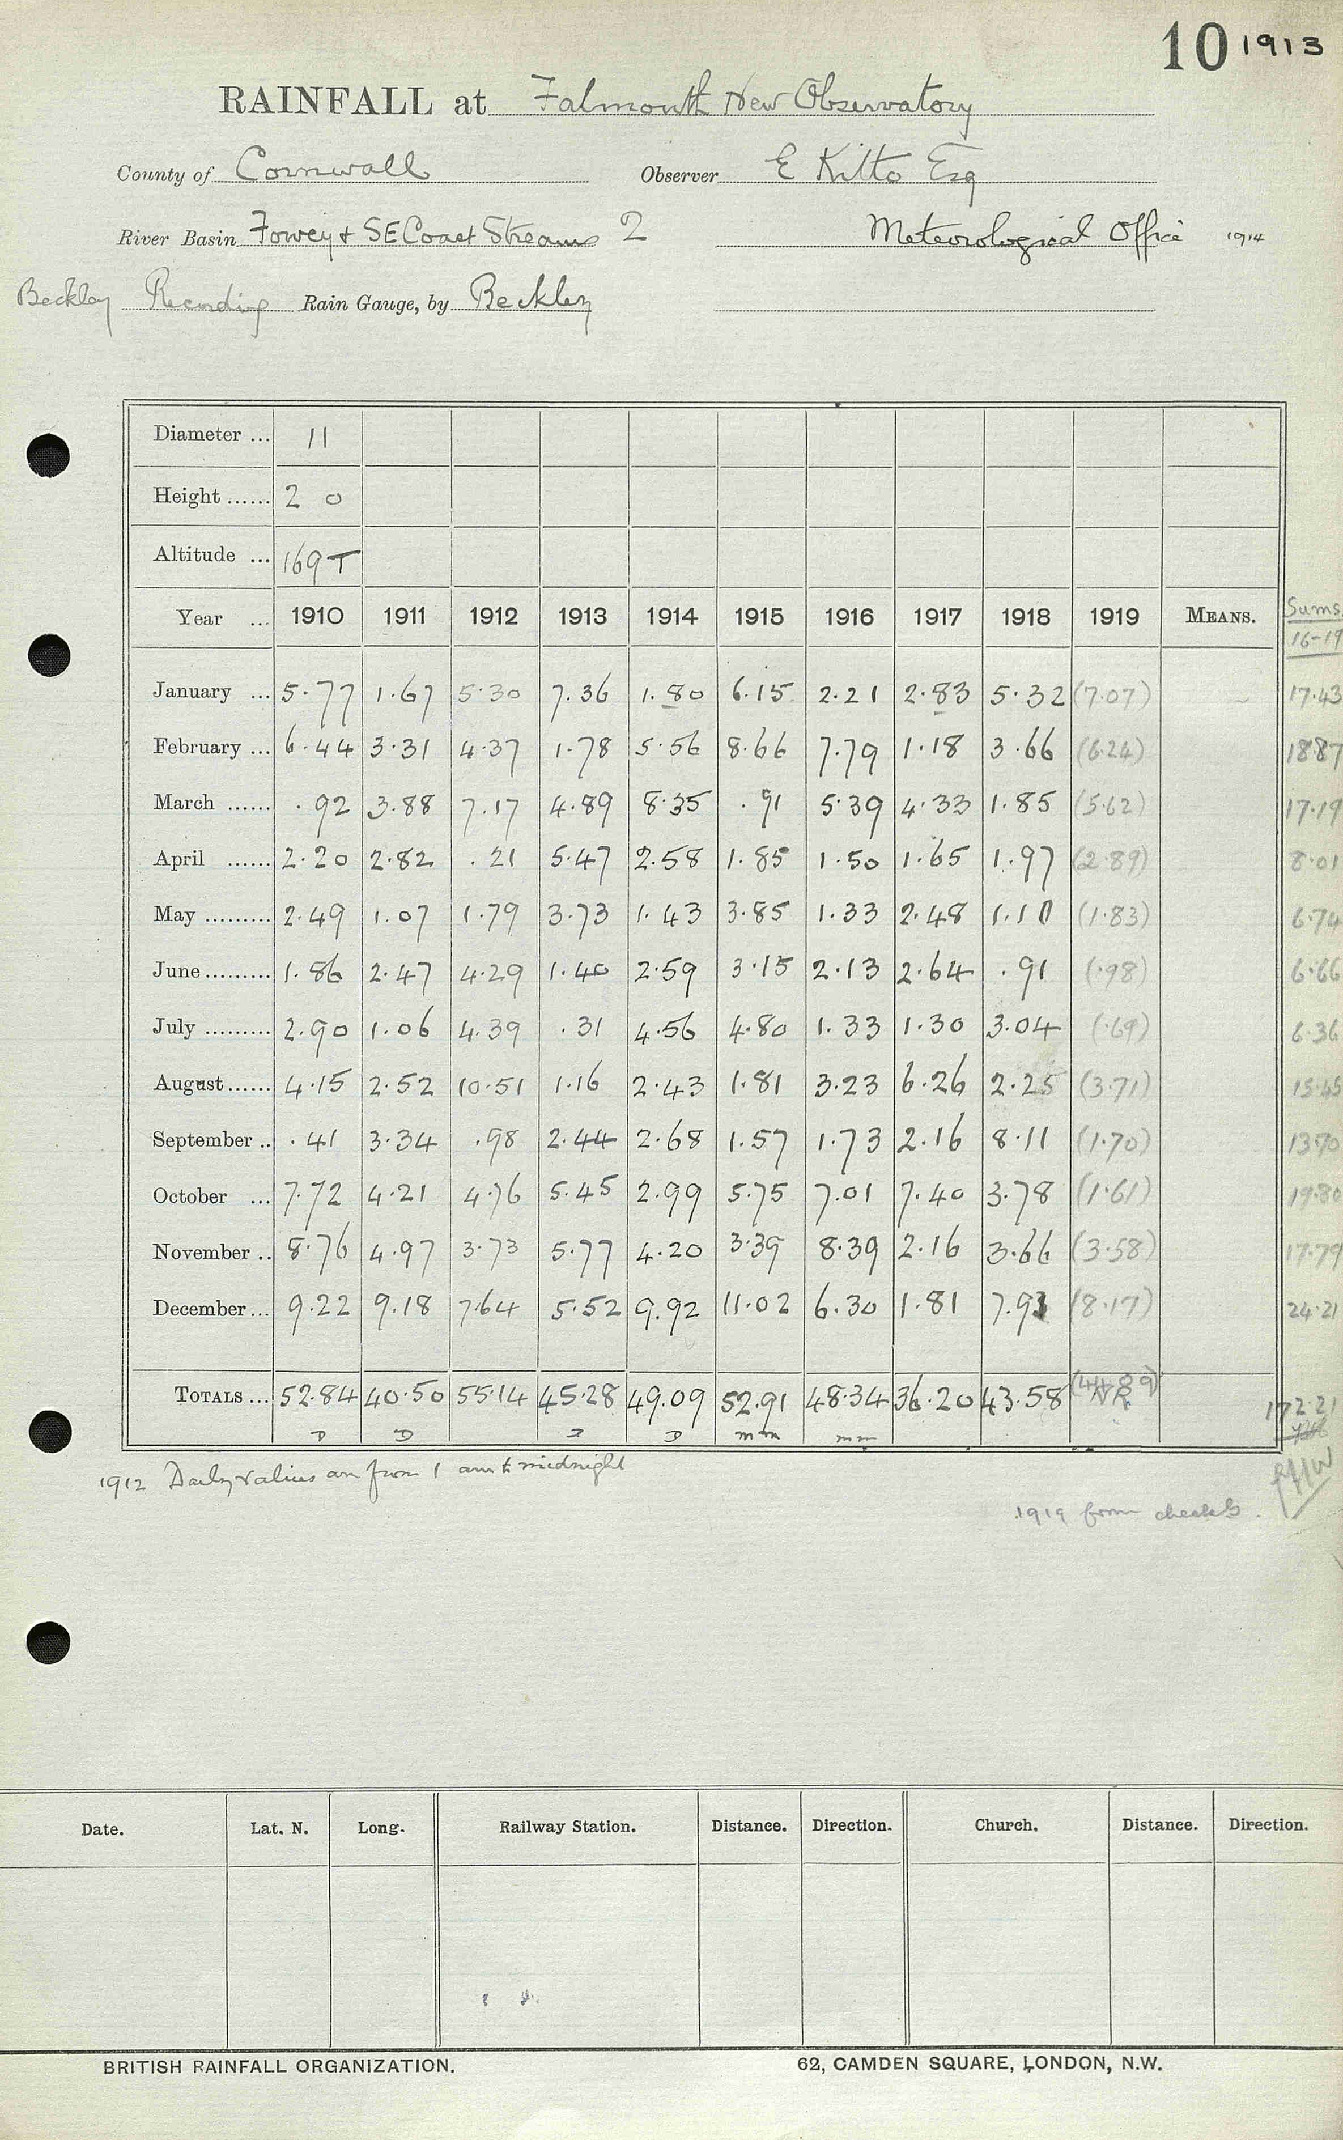 10 1913
RAINFALL at Falmouth New Observatory
County of Cornwall Observer E Kitto Esq
River Basin Fowey & SE Coast Streams 2 Meteorological Office 1914
Beckley Recording Rain Gauge, by Beckley
Diameter ... 11
Height ...... 2 0
Altitude ... 169 T
Year ... 1910 1911 1912 1913 1914 1915 1916 1917 1918 1919 MEANS. Sums 16-19
January ... 5.77 1.67 5.30 7.36 1.80 6.15 2.21 2.83 5.32 (7.07) 17.43
February ... 6.44 3.31 4.37 1.78 5.56 8.66 7.79 1.18 3.66 (6.24) 18.87
March ...... .92 3.88 7.17 4.89 8.35 .91 5.39 4.33 1.85 (5.62) 17.19
April ...... 2.20 2.82 .21 5.47 2.58 1.85 1.50 1.65 1.97 (2.89) 8.01
May ......... 2.49 1.07 1.79 3.73 1.43 3.85 1.33 2.48 1.10 (1.83) 6.74
June ......... 1.86 2.47 4.29 1.40 2.59 3.15 2.13 2.64 .91 (.98) 6.66
July ......... 2.90 1.06 4.39 .31 4.56 4.80 1.33 1.30 3.04 (.69) 6.36
August ...... 4.15 2.52 10.51 1.16 2.43 1.81 3.23 6.26 2.25 (3.71) 15.45
September .. .41 3.34 .98 2.44 2.68 1.57 1.73 2.16 8.11 (1.70) 13.70
October ... 7.72 4.21 4.76 5.45 2.99 5.75 7.01 7.40 3.78 (1.61) 19.80
November .. 8.76 4.97 3.73 5.77 4.20 3.39 8.39 2.16 3.66 (3.58) 17.79
December ... 9.22 9.18 7.64 5.52 9.92 11.02 6.30 1.81 7.93 (8.17) 24.21
TOTALS ... 52.84 40.50 55.14 45.28 49.09 52.91 48.34 36.20 43.58 (44.09) 172.21
D D D D mm mm
1912 Daily values are from 1 am to midnight
1919 from checked.
Date. Lat. N. Long. Railway Station. Distance. Direction. Church. Distance. Direction.
BRITISH RAINFALL ORGANIZATION. 62, CAMDEN SQUARE, LONDON, N.W.